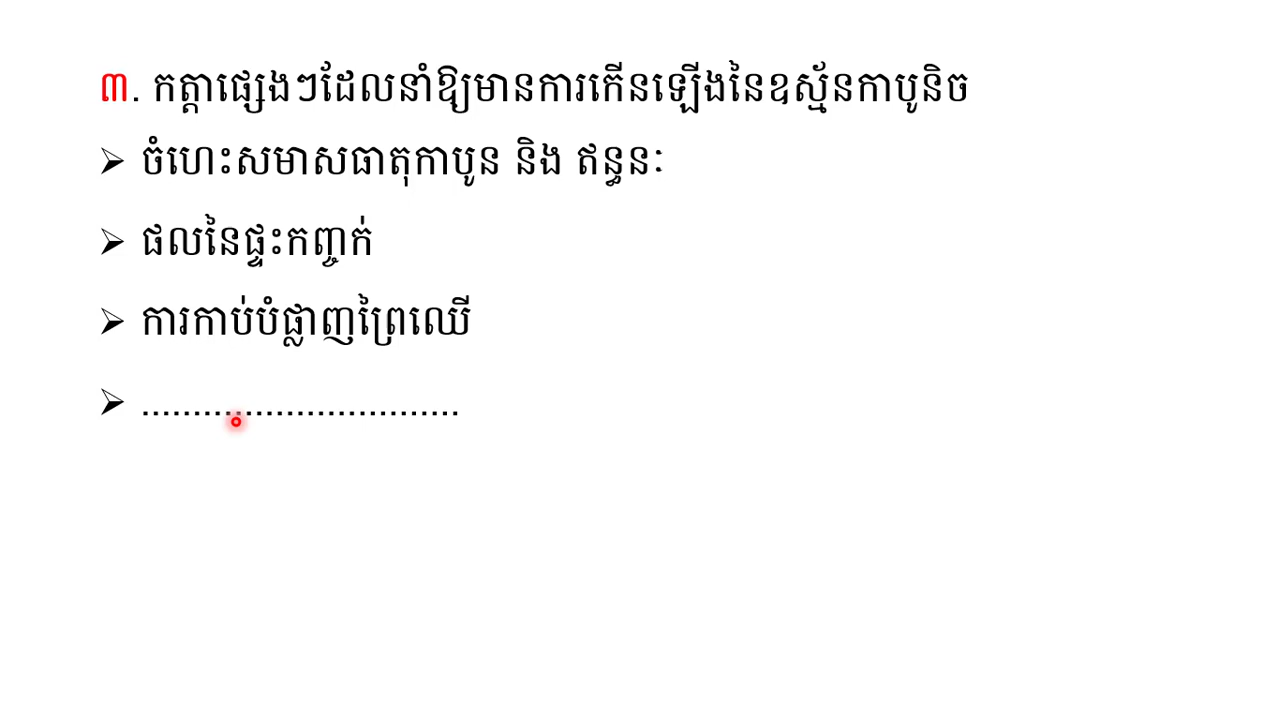 ៣. កត្តាផ្សេងៗដែលនាំឱ្យមានការកើនឡើងនៃឧស្ម័នកាបូនិច
➢ ចំហេះសមាសធាតុកាបូន និង ឥន្ធនៈ
➢ ផលនៃផ្ទះកញ្ចក់
➢ ការកាប់បំផ្លាញព្រៃឈើ
➢ ...............................